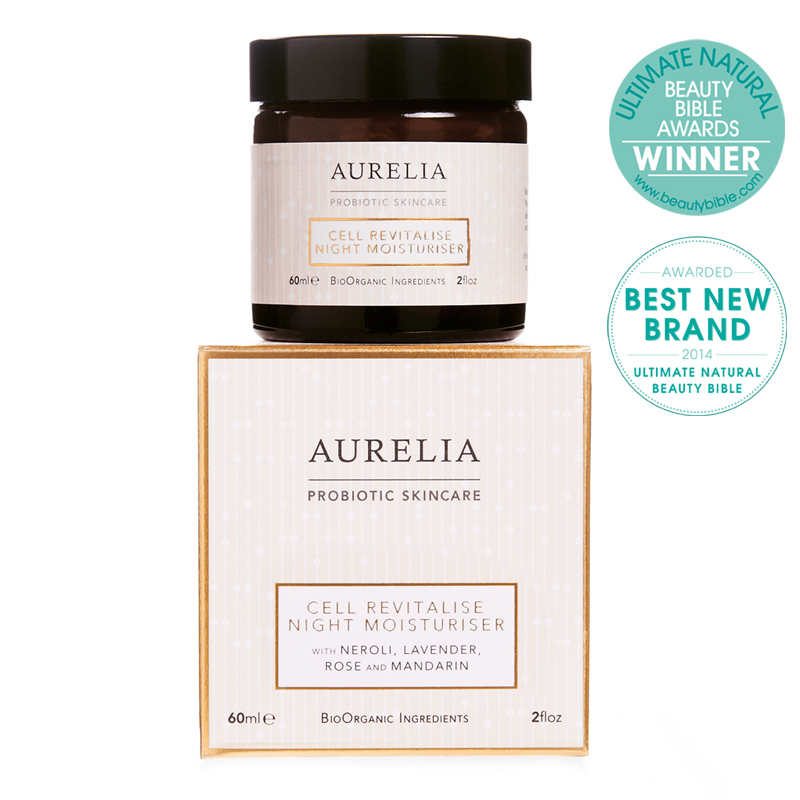 AURELIA
PROBIOTIC SKINCARE
CELL REVITALISE
NIGHT MOISTURISER
60ml℮ BIOORGANIC INGREDIENTS 2floz
AURELIA
PROBIOTIC SKINCARE
CELL REVITALISE
NIGHT MOISTURISER
WITH NEROLI, LAVENDER,
ROSE AND MANDARIN
60ml℮ BIOORGANIC INGREDIENTS 2floz
ULTIMATE NATURAL
BEAUTY
BIBLE
AWARDS
WINNER
www.beautybible.com
AWARDED
BEST NEW
BRAND
2014
ULTIMATE NATURAL
BEAUTY BIBLE